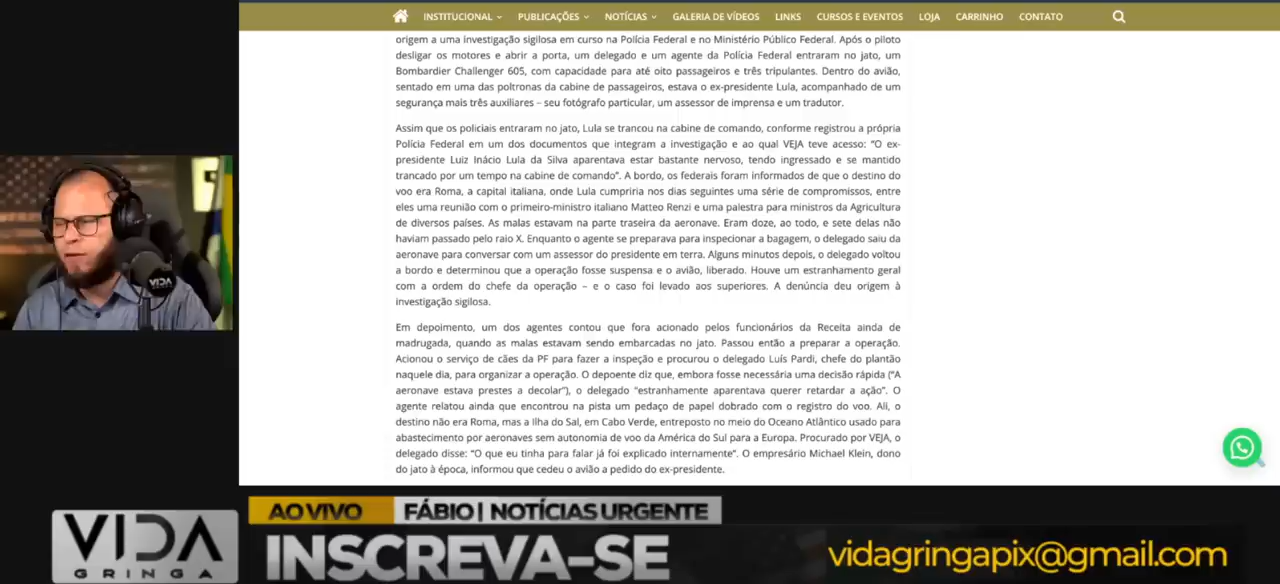 INSTITUCIONAL PUBLICAÇÕES NOTÍCIAS GALERIA DE VÍDEOS LINKS CURSOS E EVENTOS LOJA CARRINHO CONTATO
origem a uma investigação sigilosa em curso na Polícia Federal e no Ministério Público Federal. Após o piloto
desligar os motores e abrir a porta, um delegado e um agente da Polícia Federal entraram no jato, um
Bombardier Challenger 605, com capacidade para até oito passageiros e três tripulantes. Dentro do avião,
sentado em uma das poltronas da cabine de passageiros, estava o ex-presidente Lula, acompanhado de um
segurança mais três auxiliares – seu fotógrafo particular, um assessor de imprensa e um tradutor.
Assim que os policiais entraram no jato, Lula se trancou na cabine de comando, conforme registrou a própria
Polícia Federal em um dos documentos que integram a investigação e ao qual VEJA teve acesso: “O ex-
presidente Luiz Inácio Lula da Silva aparentava estar bastante nervoso, tendo ingressado e se mantido
trancado por um tempo na cabine de comando”. A bordo, os federais foram informados de que o destino do
voo era Roma, a capital italiana, onde Lula cumpriria nos dias seguintes uma série de compromissos, entre
eles uma reunião com o primeiro-ministro italiano Matteo Renzi e uma palestra para ministros da Agricultura
de diversos países. As malas estavam na parte traseira da aeronave. Eram doze, ao todo, e sete delas não
haviam passado pelo raio X. Enquanto o agente se preparava para inspecionar a bagagem, o delegado saiu da
aeronave para conversar com um assessor do presidente em terra. Alguns minutos depois, o delegado voltou
a bordo e determinou que a operação fosse suspensa e o avião, liberado. Houve um estranhamento geral
com a ordem do chefe da operação – e o caso foi levado aos superiores. A denúncia deu origem à
investigação sigilosa.
Em depoimento, um dos agentes contou que fora acionado pelos funcionários da Receita ainda de
madrugada, quando as malas estavam sendo embarcadas no jato. Passou então a preparar a operação.
Acionou o serviço de cães da PF para fazer a inspeção e procurou o delegado Luís Pardi, chefe do plantão
naquele dia, para organizar a operação. O depoente diz que, embora fosse necessária uma decisão rápida (“A
aeronave estava prestes a decolar”), o delegado “estranhamente aparentava querer retardar a ação”. O
agente relatou ainda que encontrou na pista um pedaço de papel dobrado com o registro do voo. Ali, o
destino não era Roma, mas a Ilha do Sal, em Cabo Verde, entreposto no meio do Oceano Atlântico usado para
abastecimento por aeronaves sem autonomia de voo da América do Sul para a Europa. Procurado por VEJA, o
delegado disse: “O que eu tinha para falar já foi explicado internamente”. O empresário Michael Klein, dono
do jato à época, informou que cedeu o avião a pedido do ex-presidente.
VIDA
AO VIVO FÁBIO | NOTÍCIAS URGENTE
VIDA
GRINGA
INSCREVA-SE
vidagringapix@gmail.com